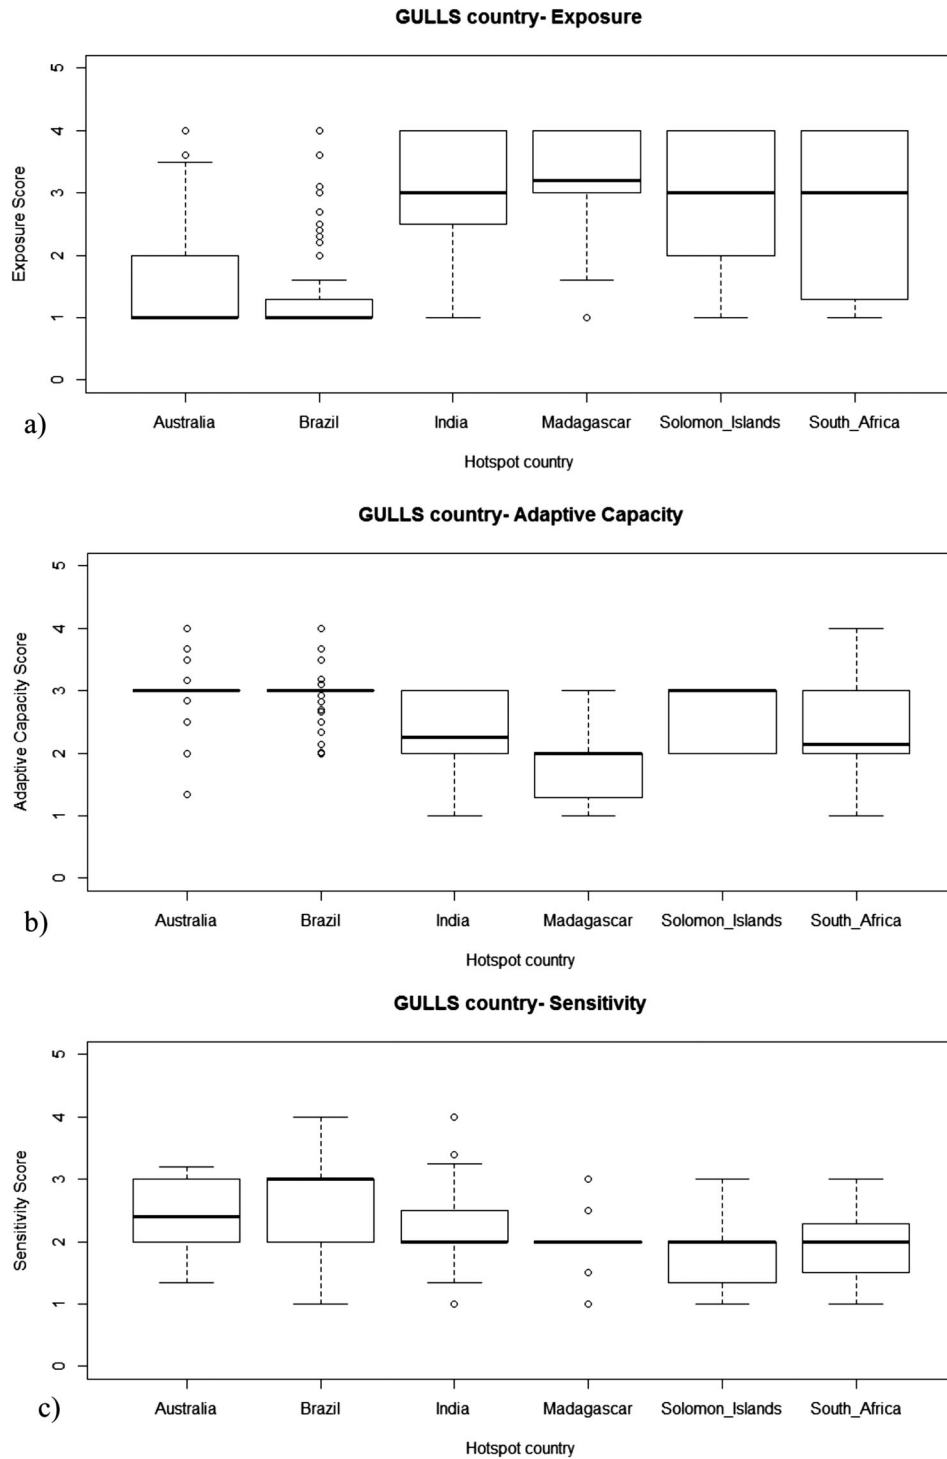 GULLS country- Exposure
5
4
3
2
1
0
Exposure Score
Australia Brazil India Madagascar Solomon_Islands South_Africa
a)
Hotspot country
GULLS country- Adaptive Capacity
5
4
3
2
1
0
Adaptive Capacity Score
Australia Brazil India Madagascar Solomon_Islands South_Africa
b)
Hotspot country
GULLS country- Sensitivity
5
4
3
2
1
0
Sensitivity Score
Australia Brazil India Madagascar Solomon_Islands South_Africa
c)
Hotspot country